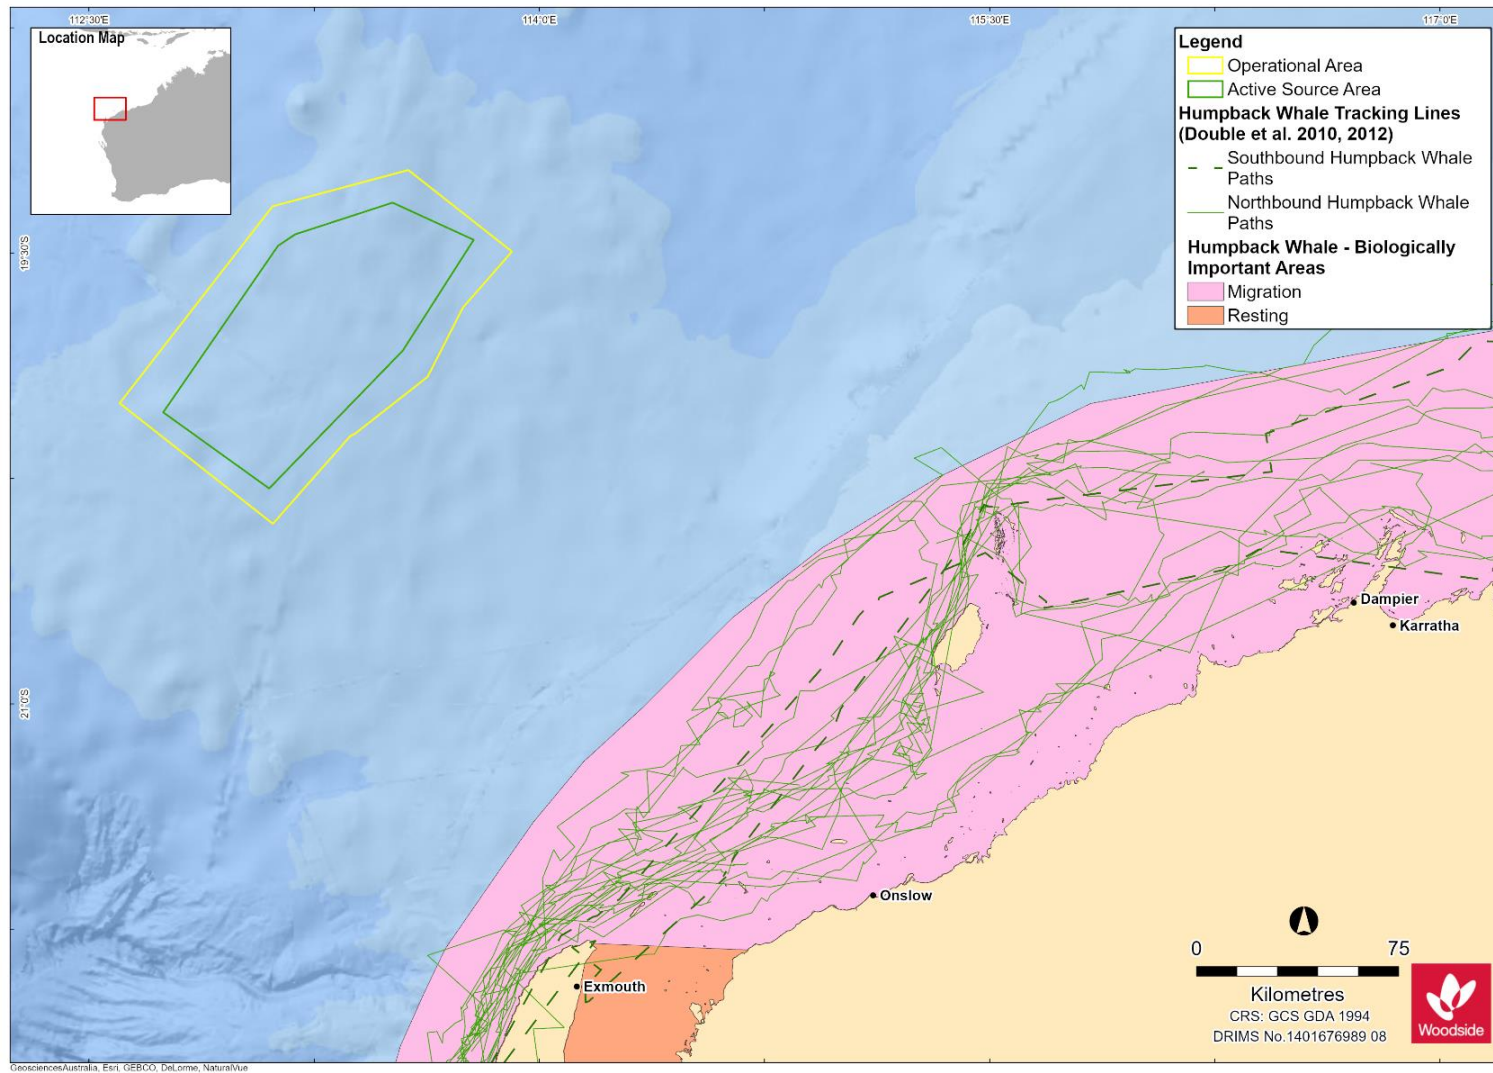 112°30'E
114°0'E
115°30'E
117°0'E
Location Map
Legend
Operational Area
Active Source Area
Humpback Whale Tracking Lines
(Double et al. 2010, 2012)
Southbound Humpback Whale
Paths
Northbound Humpback Whale
Paths
Humpback Whale - Biologically
Important Areas
Migration
Resting
19°30'S
21°0'S
Dampier
Karratha
Onslow
Exmouth
0 75
Kilometres
CRS: GCS GDA 1994
DRIMS No.1401676989 08
Woodside
GeosciencesAustralia, Esri, GEBCO, DeLorme, NaturalVue